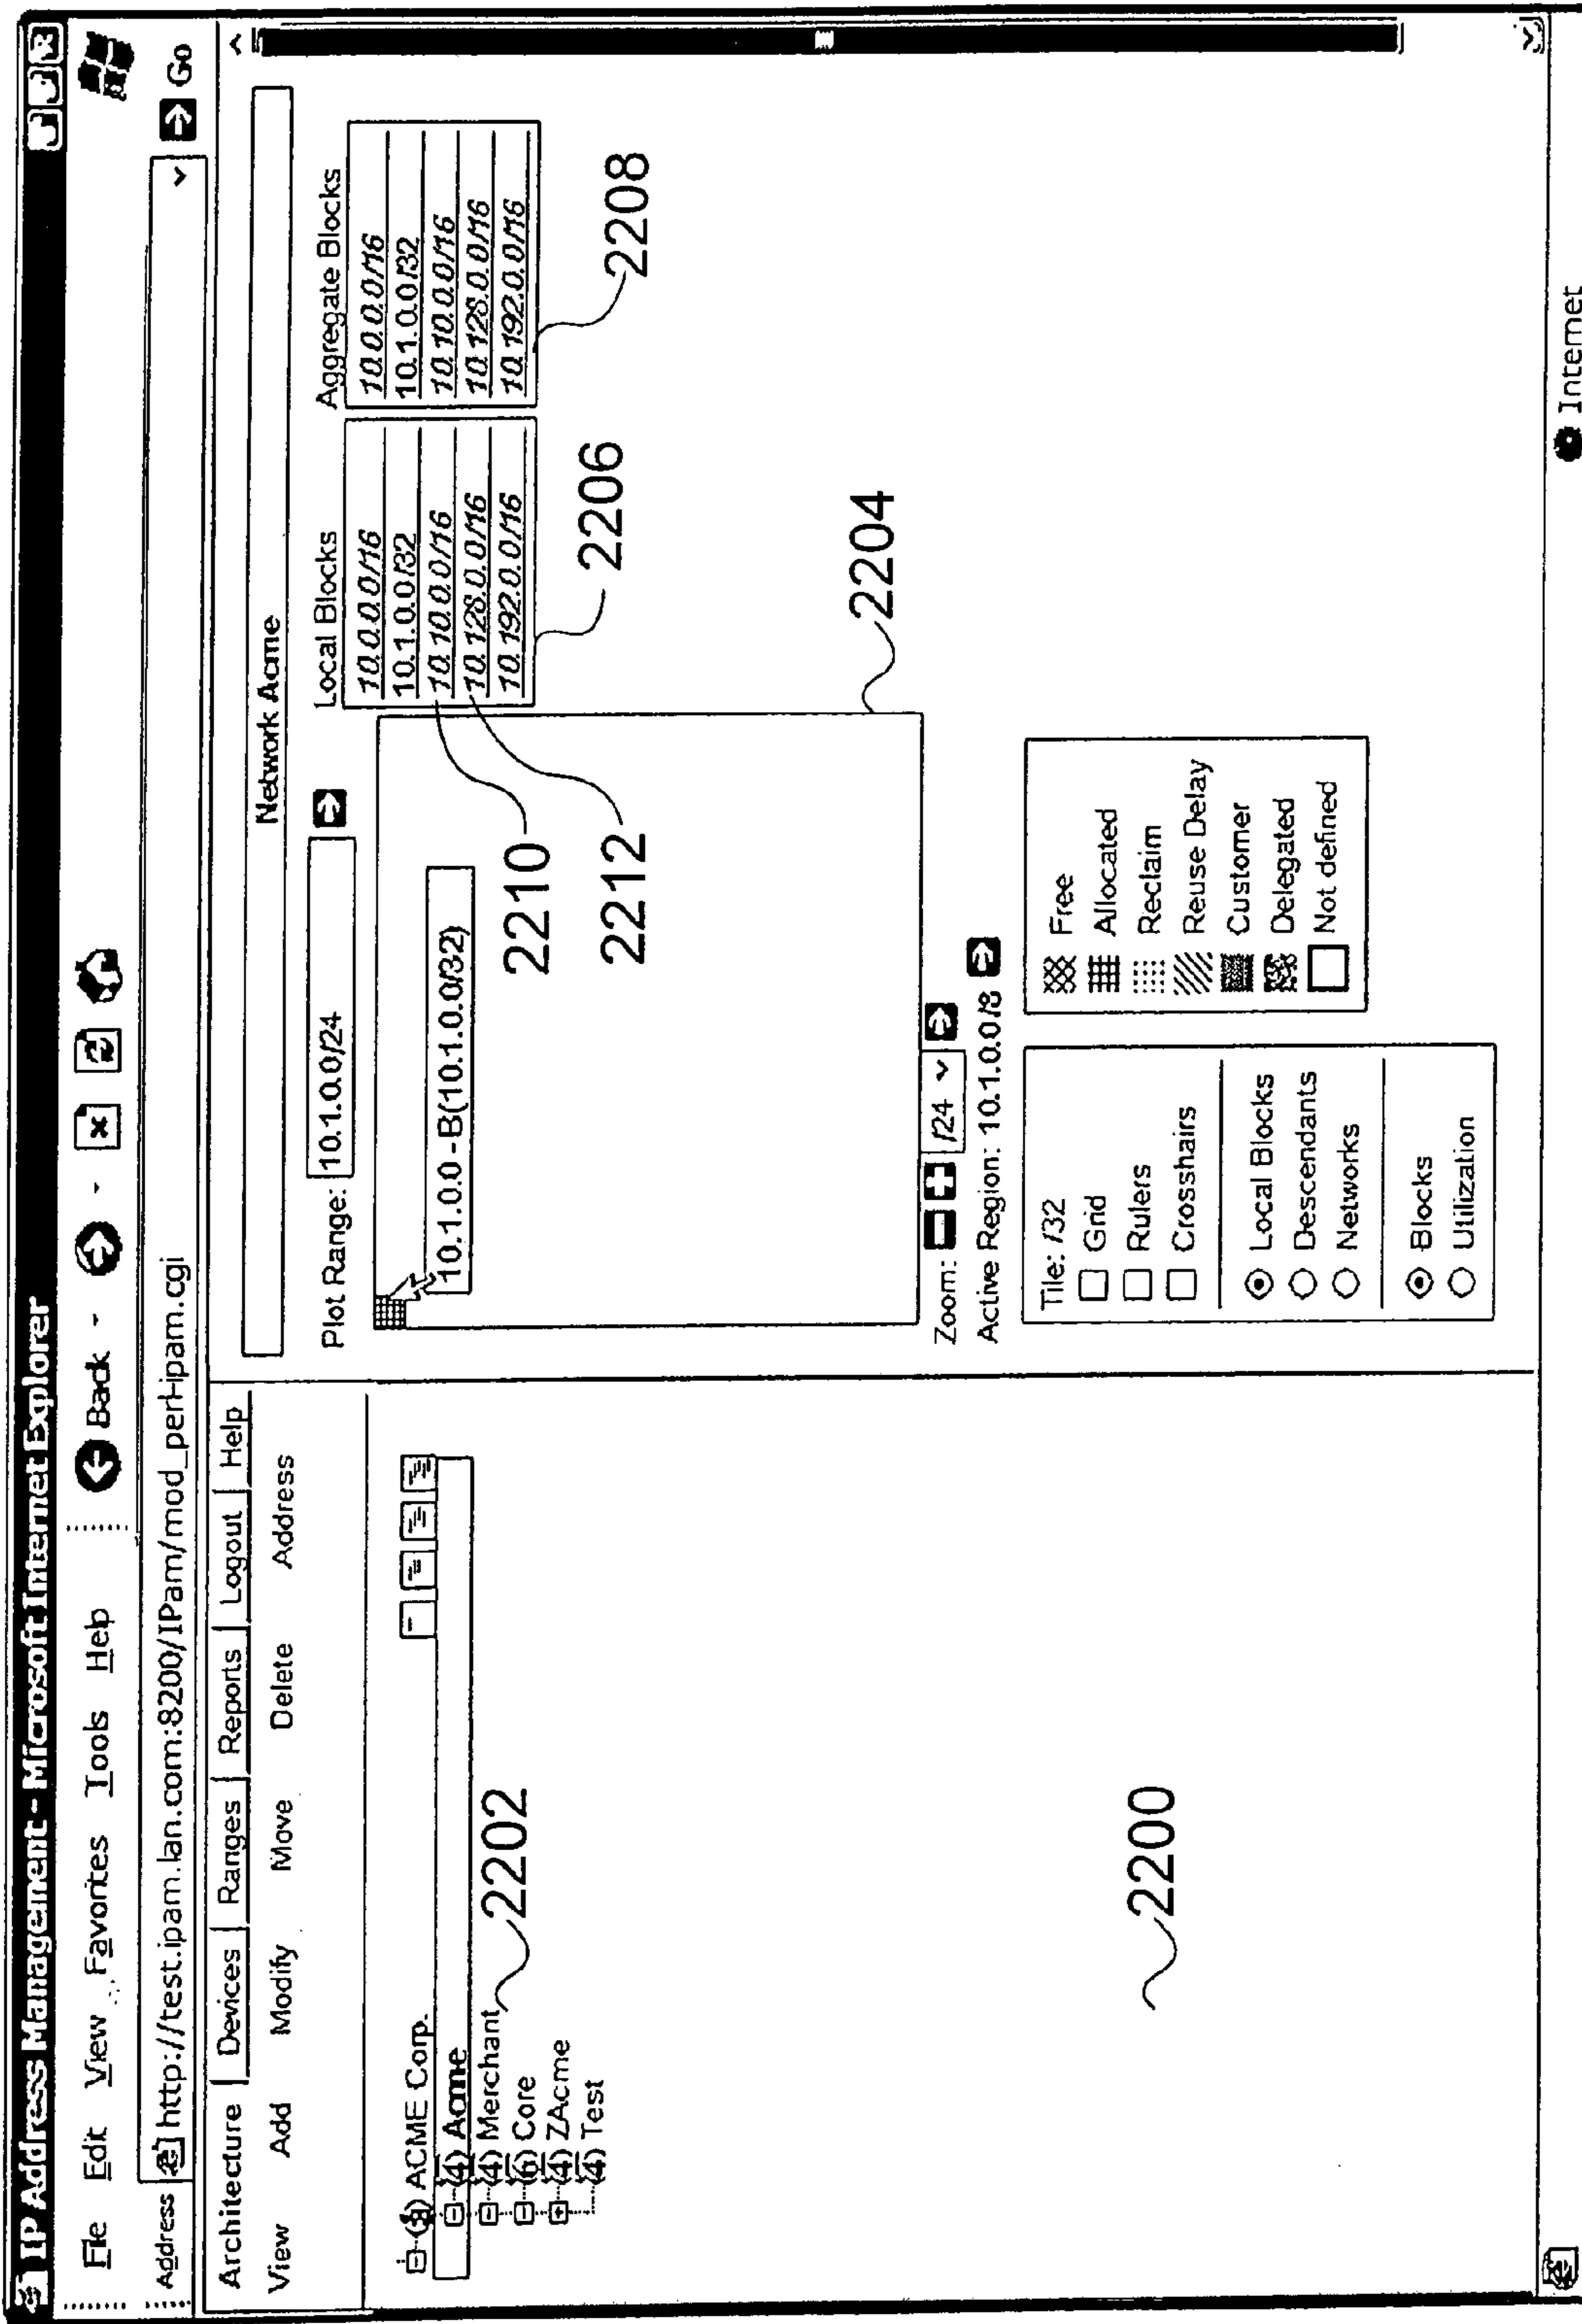 IP Address Management - Microsoft Internet Explorer
File Edit View Favorites Tools Help Back
Address http://test.ipam.lan.com:8200/IPam/mod_perl-ipam.cgi Go
Architecture Devices Ranges Reports Logout Help
View Add Modify Move Delete Address
ACME Corp.
(4) Acme
(4) Merchant
(6) Core
(4) ZAcme
(4) Test
2202
2200
Network Acme
Plot Range: 10.1.0.0/24
10.1.0.0 - B(10.1.0.0/32)
Local Blocks
10.0.0.0/16
10.1.0.0/32
10.10.0.0/16
10.128.0.0/16
10.192.0.0/16
Aggregate Blocks
10.0.0.0/16
10.1.0.0/32
10.10.0.0/16
10.128.0.0/16
10.192.0.0/16
2210
2212
2206
2208
2204
Zoom: /24
Active Region: 10.1.0.0/8
Tile: /32
Grid
Rulers
Crosshairs
Local Blocks
Descendants
Networks
Blocks
Utilization
Free
Allocated
Reclaim
Reuse Delay
Customer
Delegated
Not defined
Internet